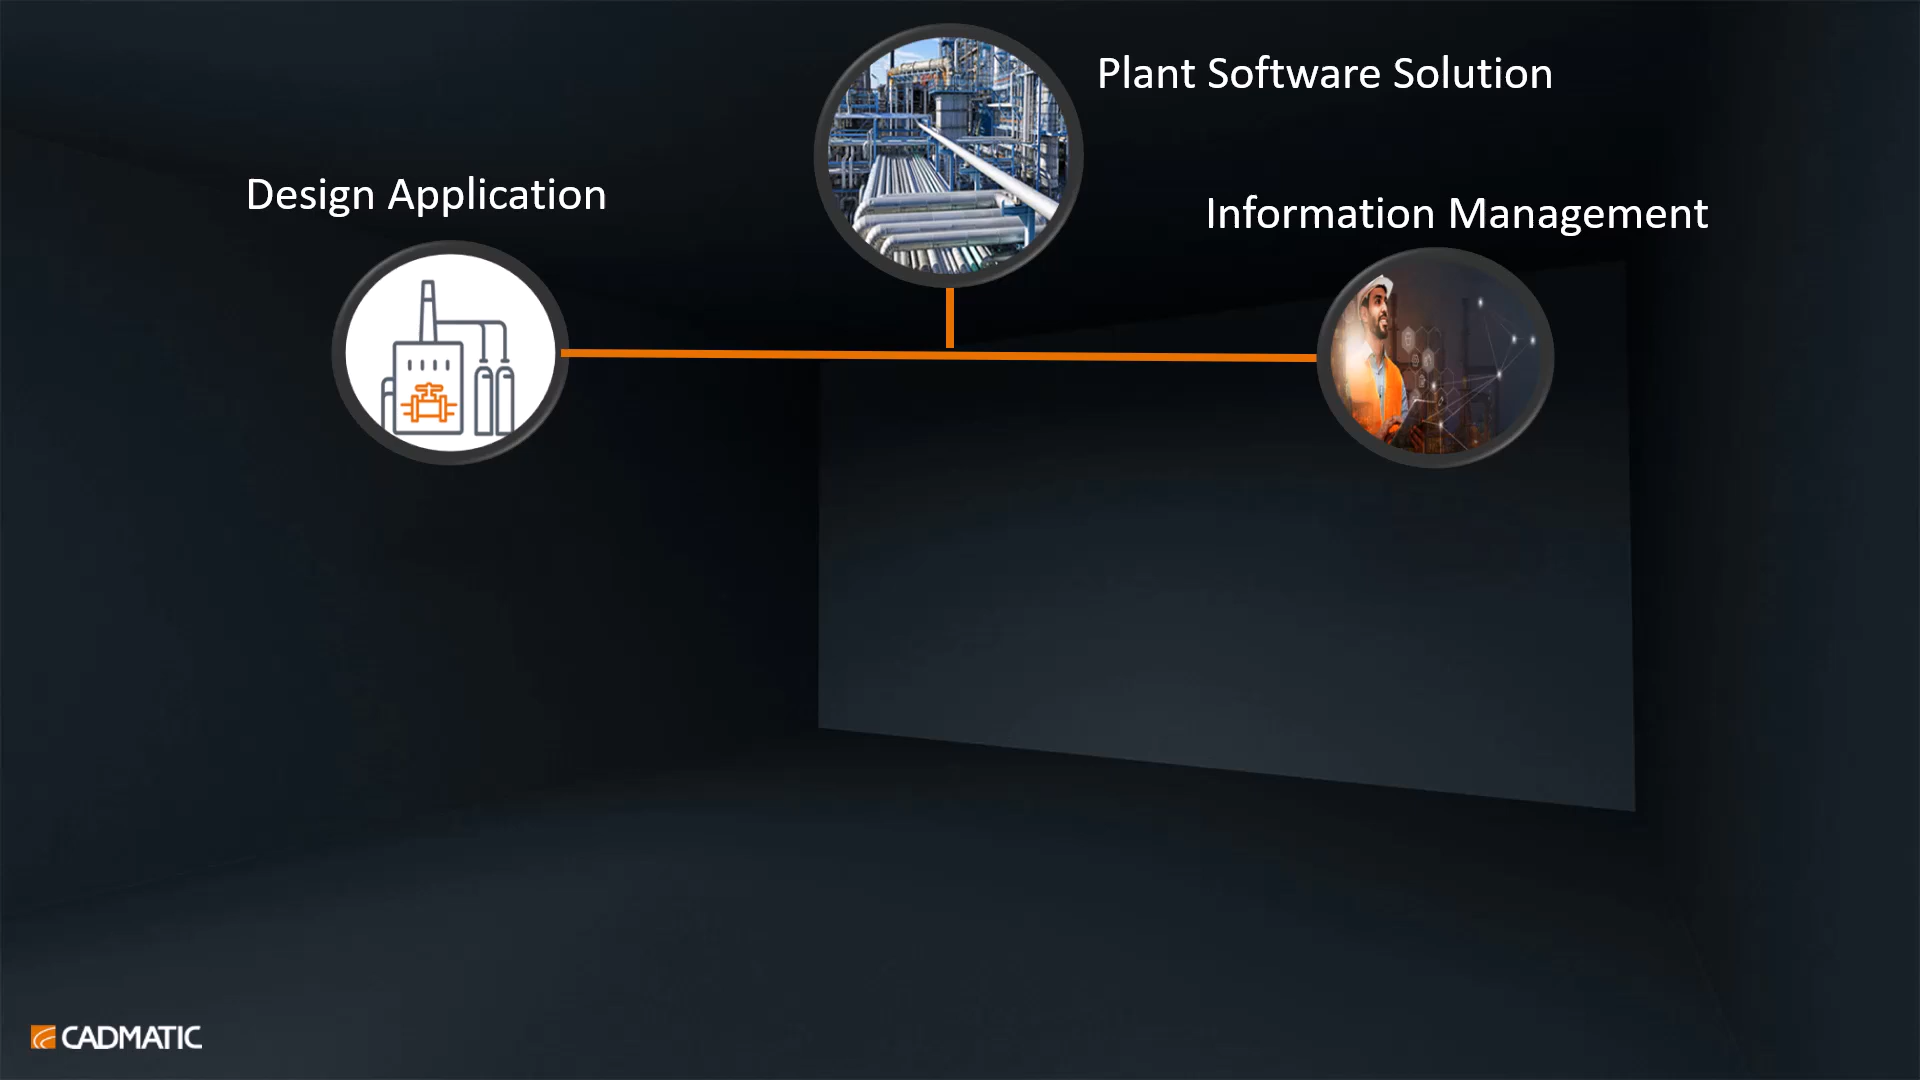 Plant Software Solution
Design Application
Information Management
CADMATIC